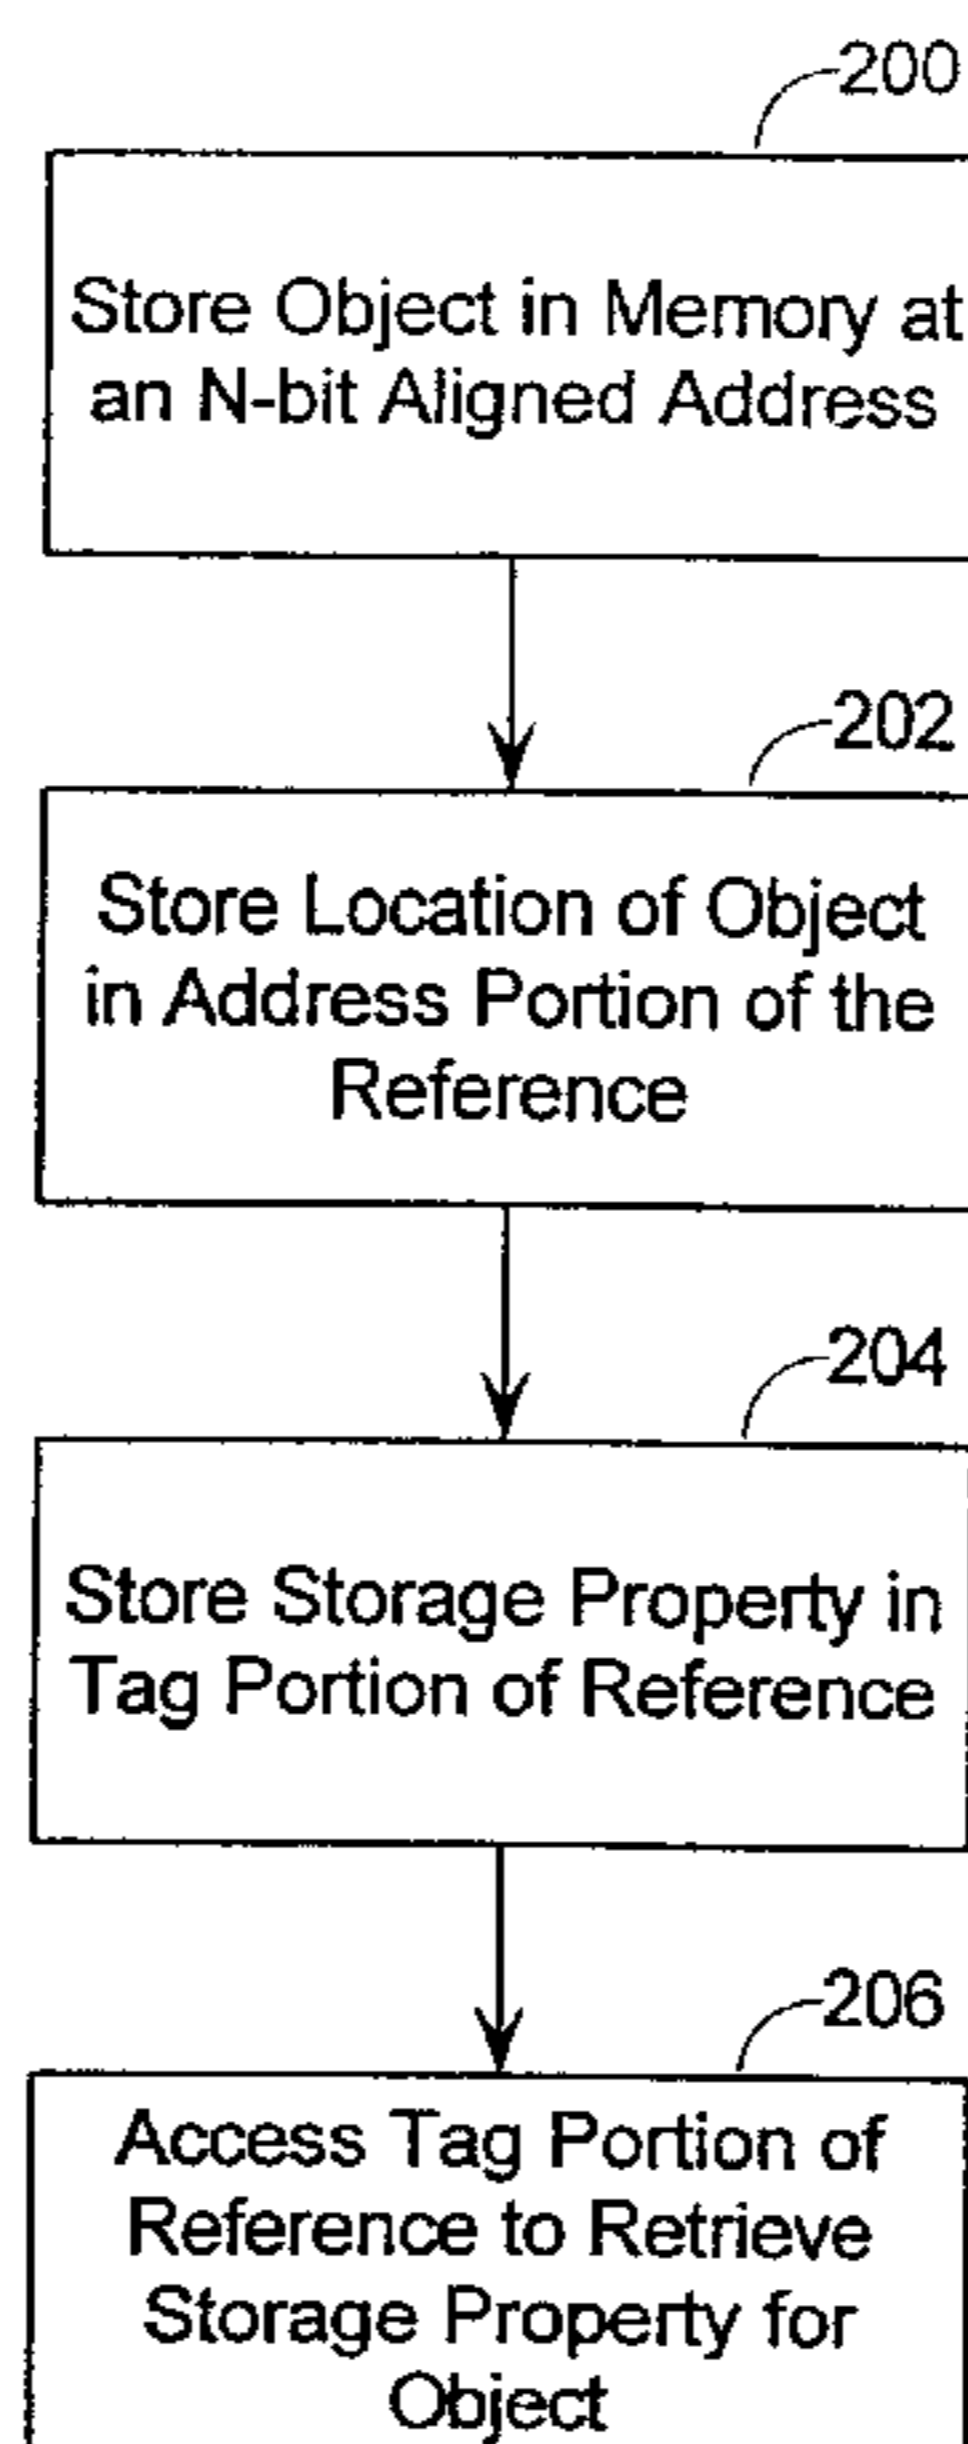 200
Store Object in Memory at
an N-bit Aligned Address
202
Store Location of Object
in Address Portion of the
Reference
204
Store Storage Property in
Tag Portion of Reference
206
Access Tag Portion of
Reference to Retrieve
Storage Property for
Object